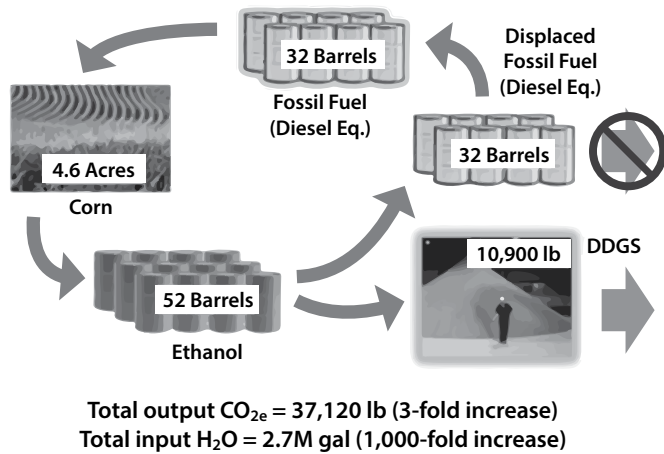 32 Barrels
Fossil Fuel
(Diesel Eq.)
Displaced
Fossil Fuel
(Diesel Eq.)
32 Barrels
4.6 Acres
Corn
52 Barrels
Ethanol
10,900 lb
DDGS
Total output CO₂ₑ = 37,120 lb (3-fold increase)
Total input H₂O = 2.7M gal (1,000-fold increase)